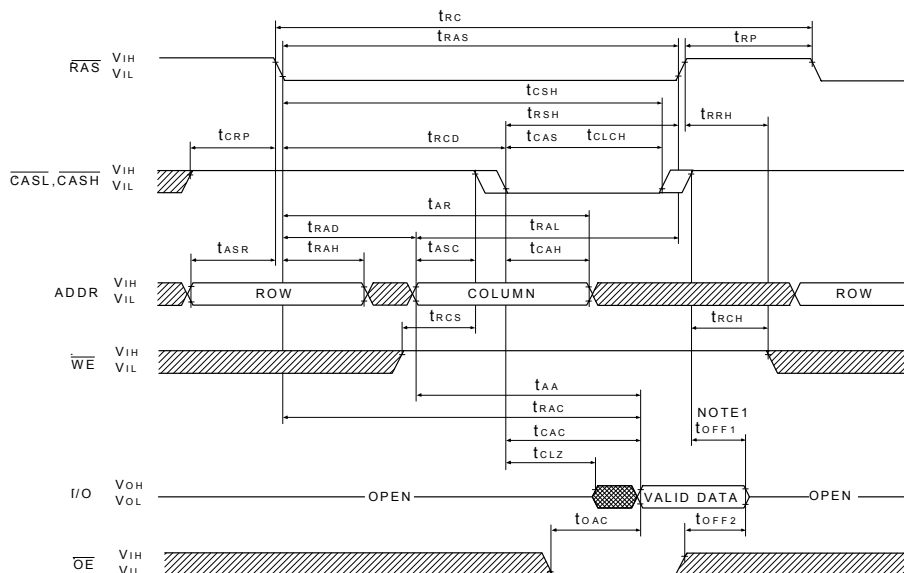 tRC
tRAS
tRP
RAS
VIH
VIL
tCSH
tRSH
tRRH
tCRP
tRCD
tCAS
tCLCH
CASL,CASH
VIH
VIL
tAR
tRAD
tRAL
tASR
tRAH
tASC
tCAH
ADDR
VIH
VIL
ROW
COLUMN
ROW
tRCS
tRCH
WE
VIH
VIL
tAA
tRAC
NOTE1
tCAC
tOFF1
tCLZ
I/O
VOH
VOL
OPEN
VALID DATA
OPEN
tOAC
tOFF2
OE
VIH
VIL